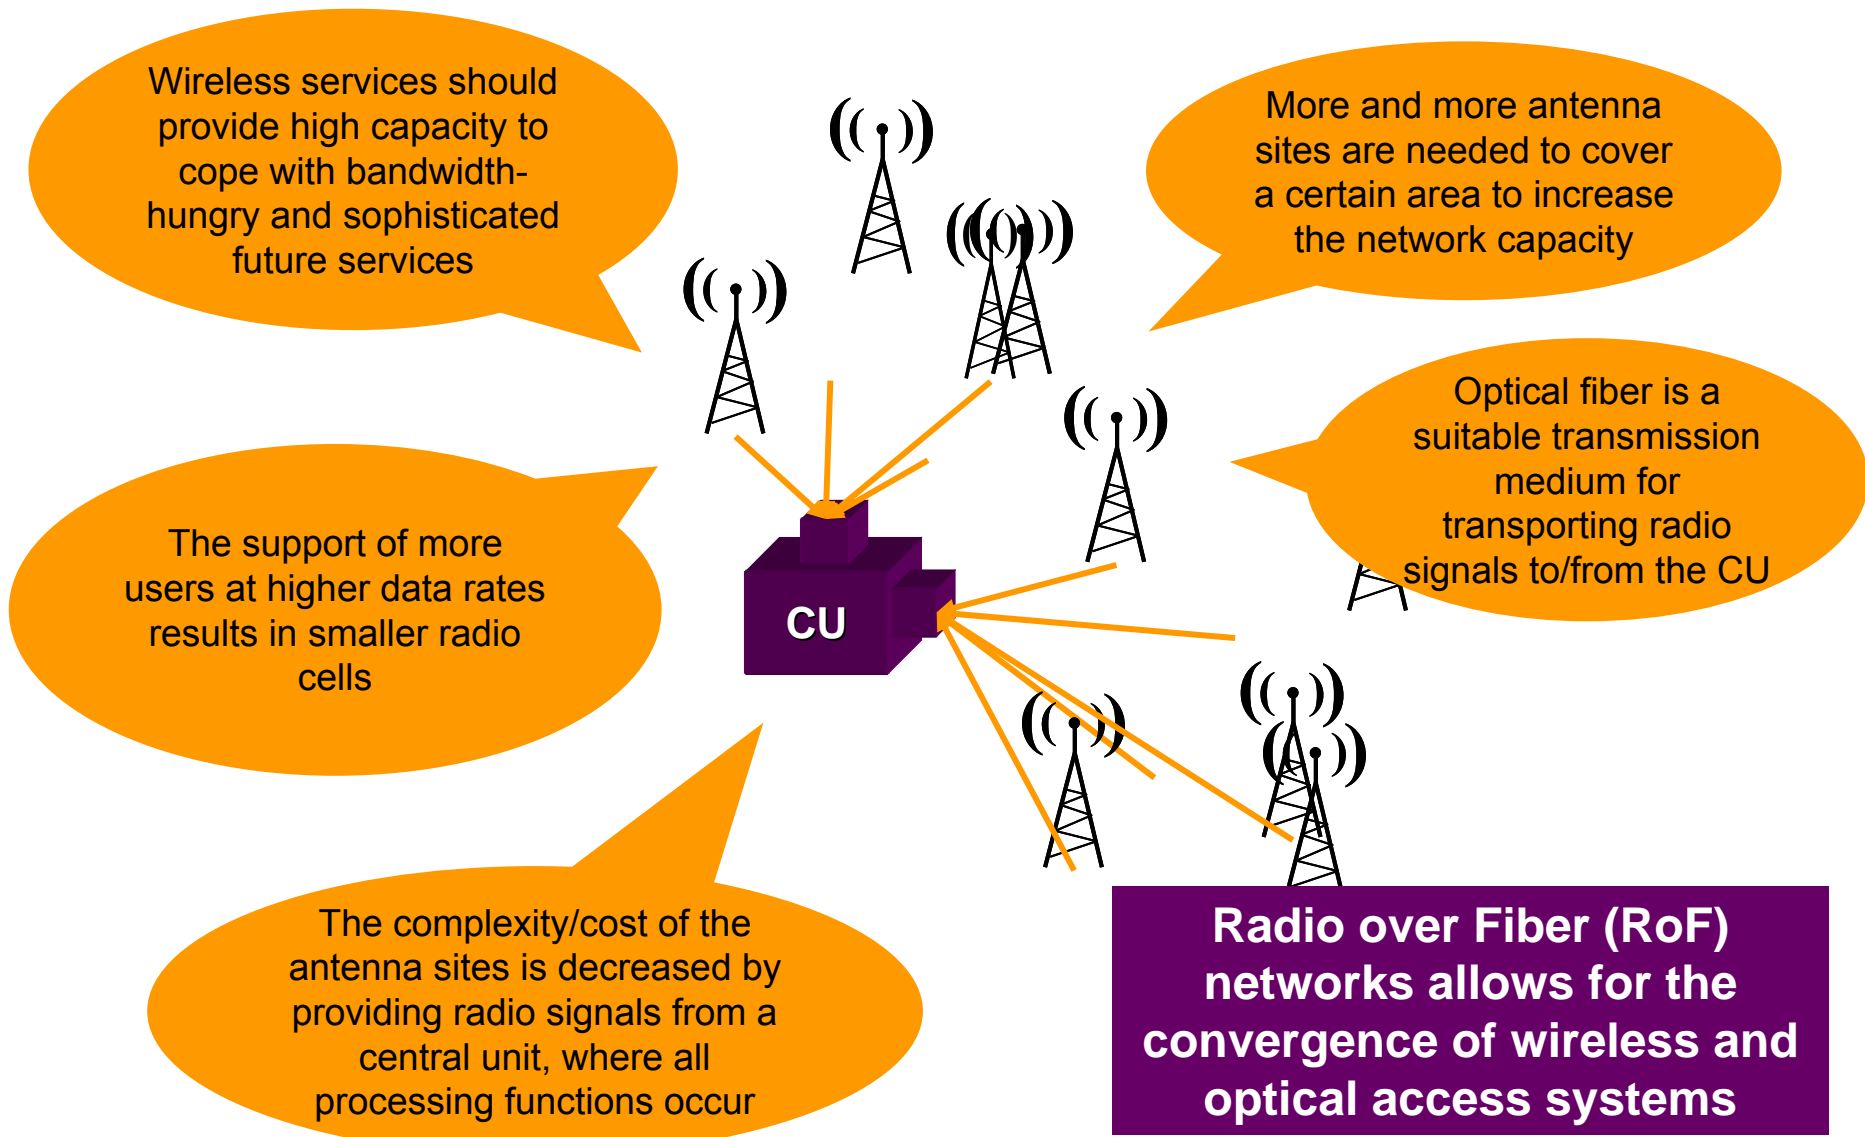 Wireless services should
provide high capacity to
cope with bandwidth-
hungry and sophisticated
future services
More and more antenna
sites are needed to cover
a certain area to increase
the network capacity
Optical fiber is a
suitable transmission
medium for
transporting radio
signals to/from the CU
The support of more
users at higher data rates
results in smaller radio
cells
CU
The complexity/cost of the
antenna sites is decreased by
providing radio signals from a
central unit, where all
processing functions occur
Radio over Fiber (RoF)
networks allows for the
convergence of wireless and
optical access systems